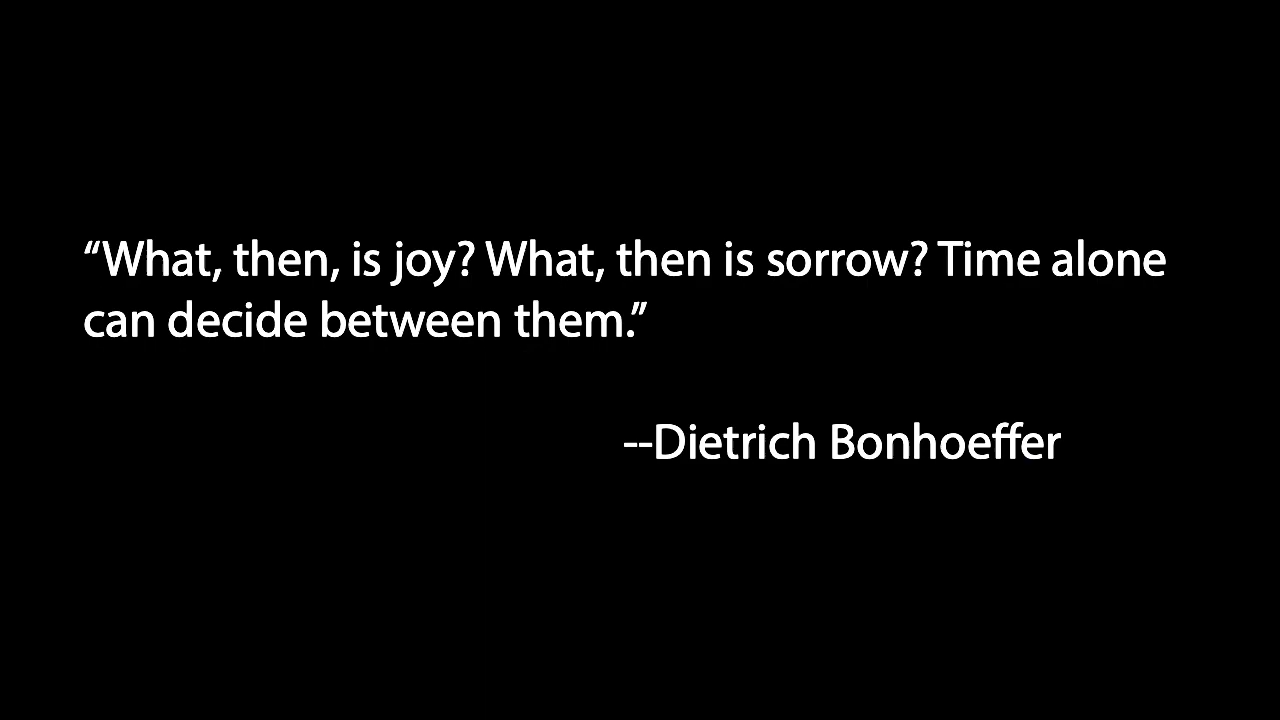 “What, then, is joy? What, then is sorrow? Time alone
can decide between them.”
--Dietrich Bonhoeffer